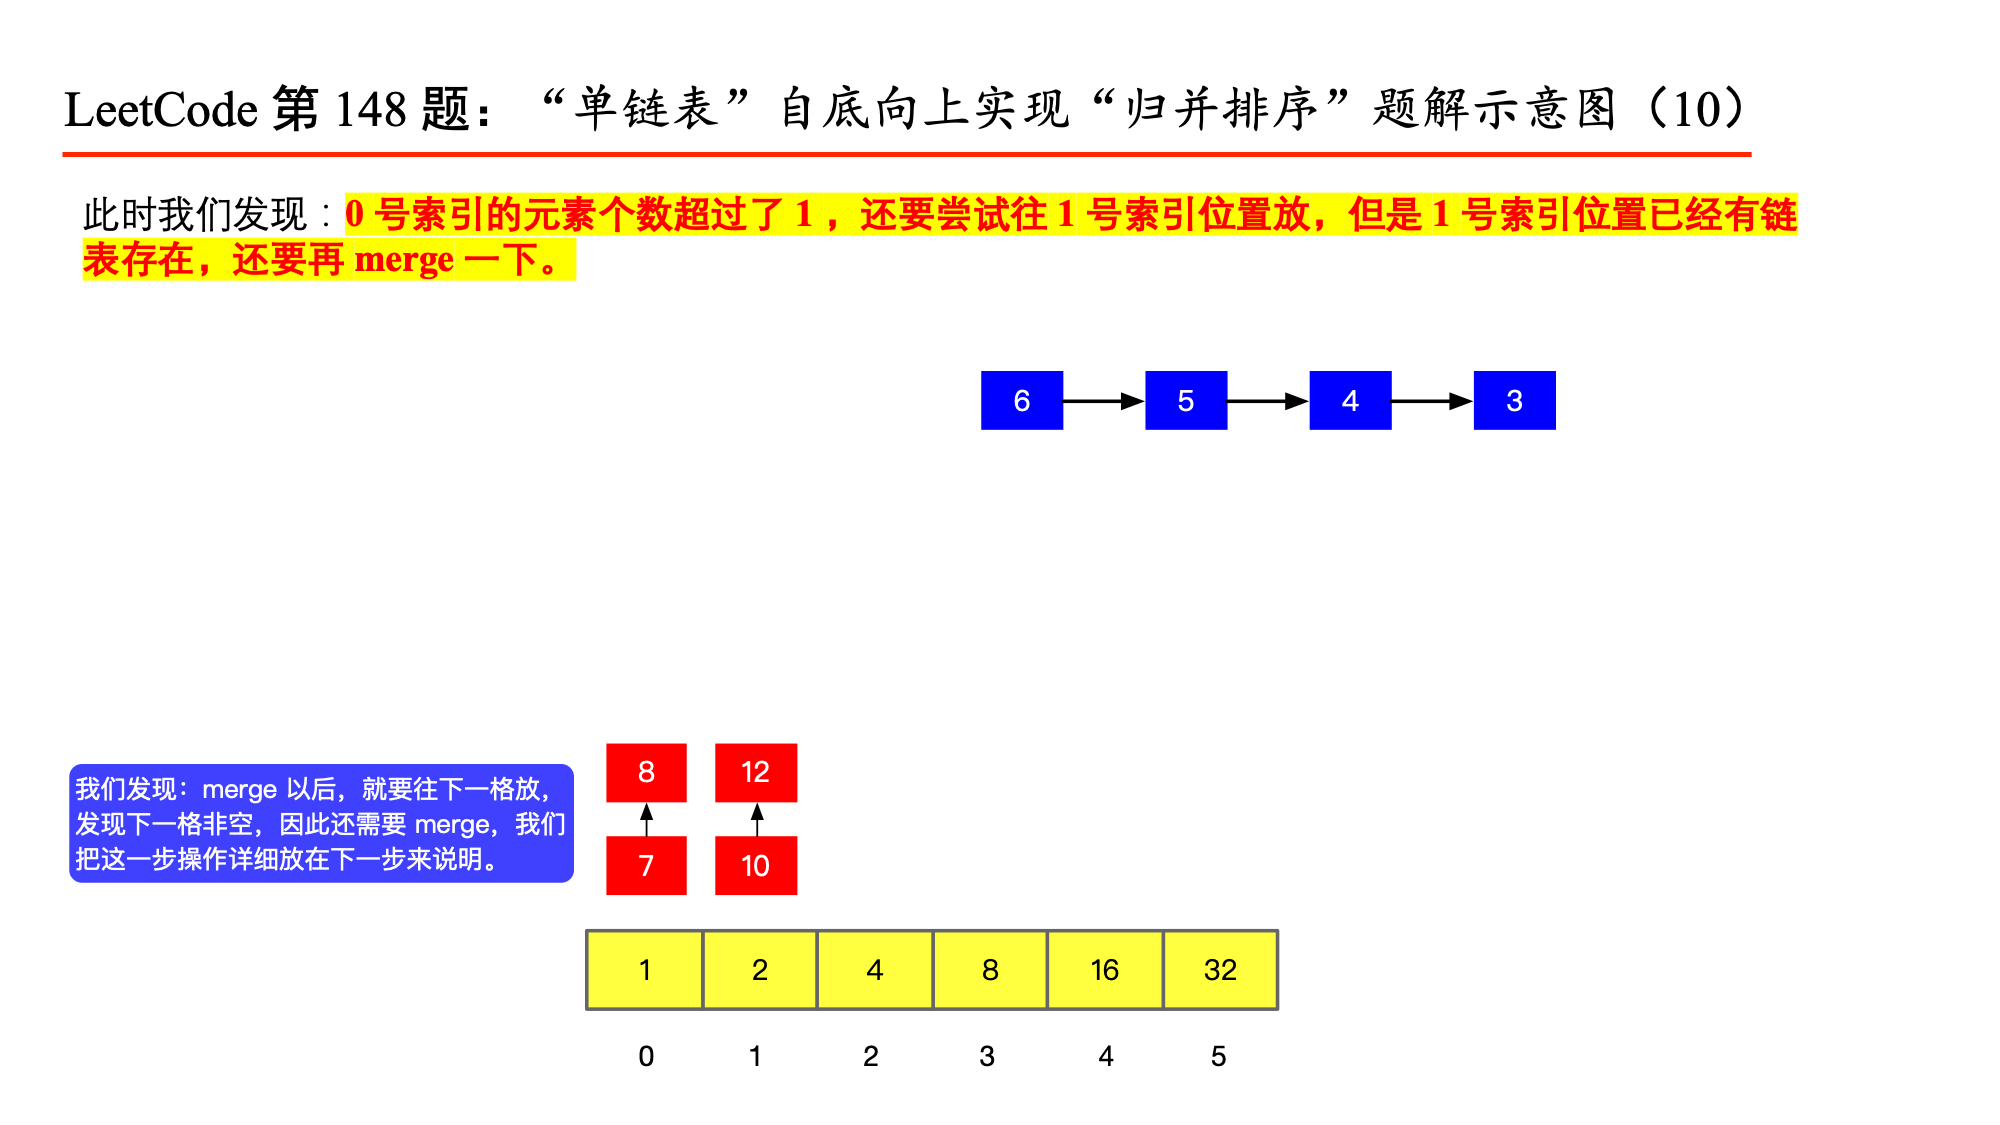 LeetCode 第 148 题：“单链表”自底向上实现“归并排序”题解示意图（10）
此时我们发现：0 号索引的元素个数超过了 1 ，还要尝试往 1 号索引位置放，但是 1 号索引位置已经有链
表存在，还要再 merge 一下。
6 5 4 3
8 12
我们发现：merge 以后，就要往下一格放，
发现下一格非空，因此还需要 merge，我们
把这一步操作详细放在下一步来说明。
7 10
1 2 4 8 16 32
0 1 2 3 4 5